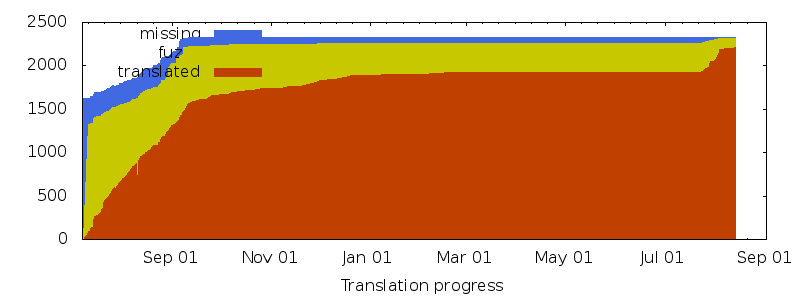 2500
2000
1500
1000
500
0
missing
fuz
translated
Sep 01 Nov 01 Jan 01 Mar 01 May 01 Jul 01 Sep 01
Translation progress